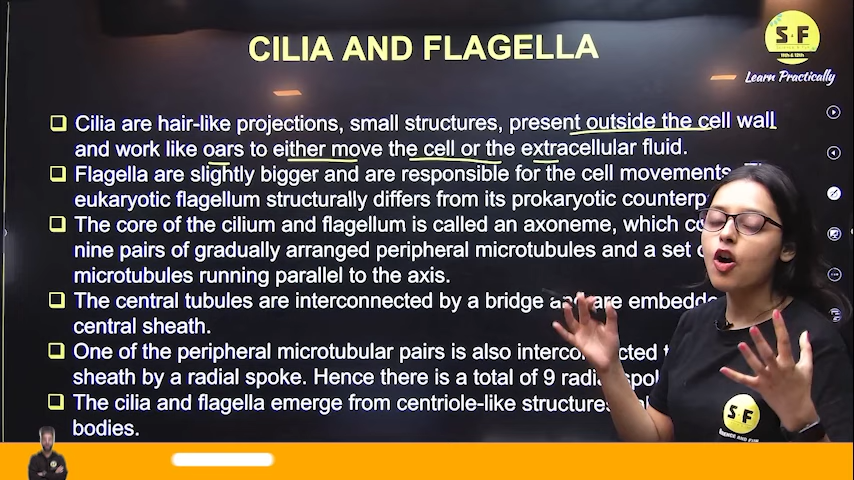 CILIA AND FLAGELLA
S F
11th & 12th
Learn Practically
❑ Cilia are hair-like projections, small structures, present outside the cell wall
and work like oars to either move the cell or the extracellular fluid.
❑ Flagella are slightly bigger and are responsible for the cell movements.
eukaryotic flagellum structurally differs from its prokaryotic
❑ The core of the cilium and flagellum is called an axoneme, which
nine pairs of gradually arranged peripheral microtubules and a set
microtubules running parallel to the axis.
❑ The central tubules are interconnected by a bridge and are
central sheath.
❑ One of the peripheral microtubular pairs is also
sheath by a radial spoke. Hence there is a total of 9
❑ The cilia and flagella emerge from centriole-like structures
bodies.
S F
SCIENCE AND FUN